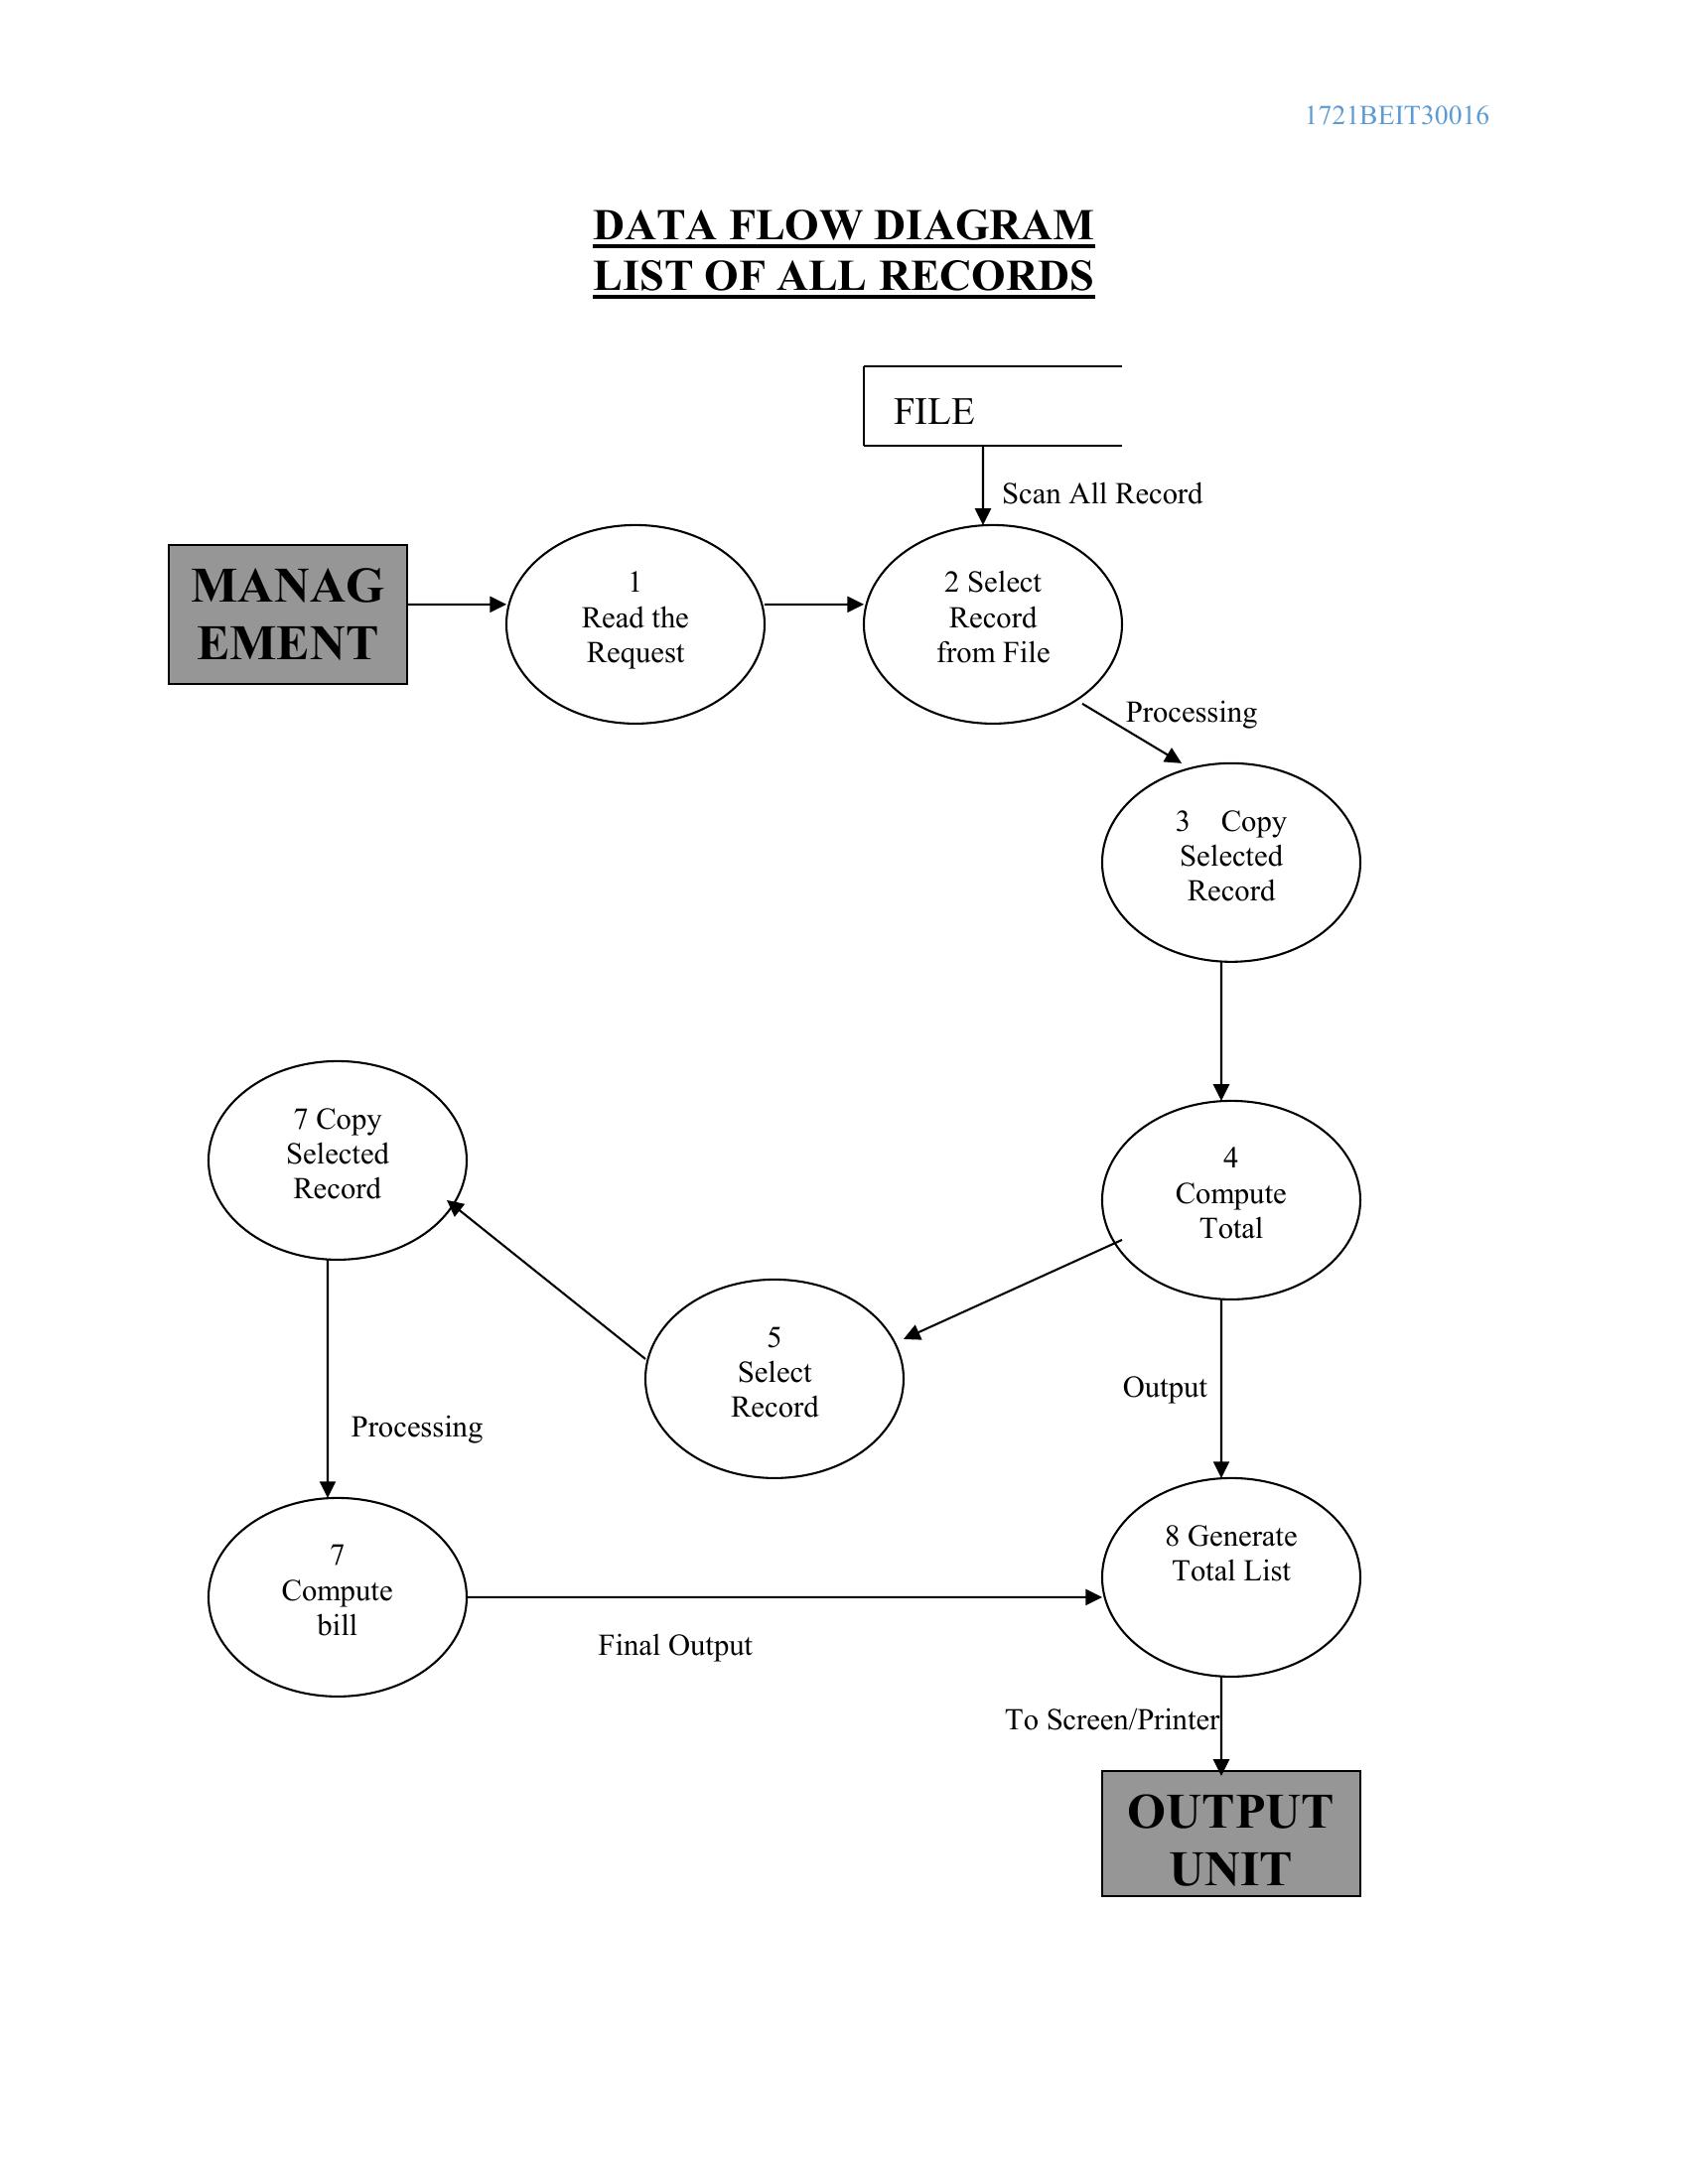 1721BEIT30016
DATA FLOW DIAGRAM
LIST OF ALL RECORDS
FILE
Scan All Record
MANAG
EMENT
1
Read the
Request
2 Select
Record
from File
Processing
3 Copy
Selected
Record
7 Copy
Selected
Record
4
Compute
Total
5
Select
Record
Output
Processing
7
Compute
bill
8 Generate
Total List
Final Output
To Screen/Printer
OUTPUT
UNIT